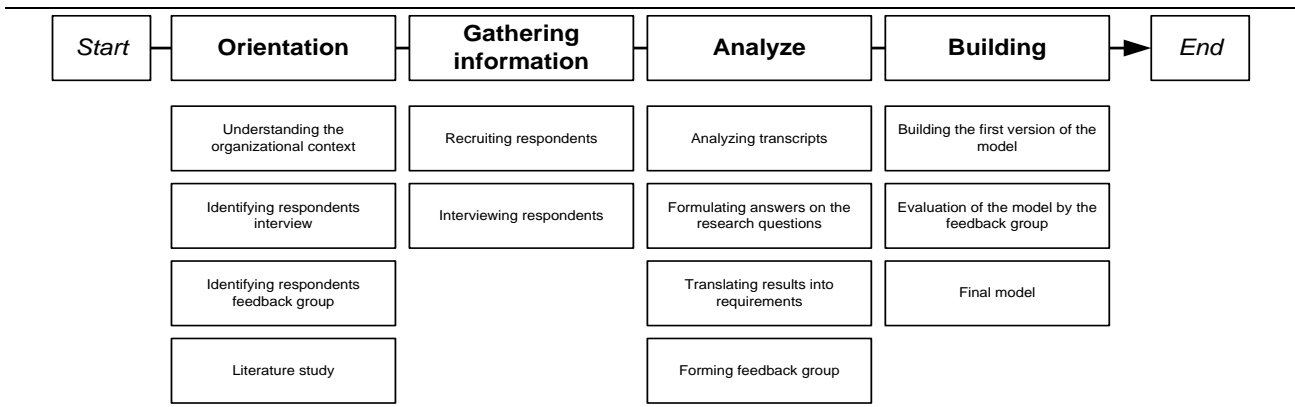 Start
Orientation
Gathering
information
Analyze
Building
End
Understanding the
organizational context
Recruiting respondents
Analyzing transcripts
Building the first version of the
model
Identifying respondents
interview
Interviewing respondents
Formulating answers on the
research questions
Evaluation of the model by the
feedback group
Identifying respondents
feedback group
Translating results into
requirements
Final model
Literature study
Forming feedback group